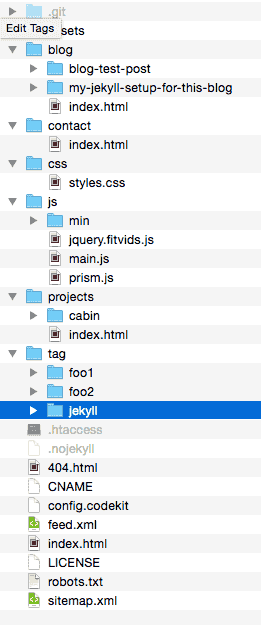 .git
Edit Tags
sets
blog
blog-test-post
my-jekyll-setup-for-this-blog
index.html
contact
index.html
css
styles.css
js
min
jquery.fitvids.js
main.js
prism.js
projects
cabin
index.html
tag
foo1
foo2
jekyll
.htaccess
.nojekyll
404.html
CNAME
config.codekit
feed.xml
index.html
LICENSE
robots.txt
sitemap.xml